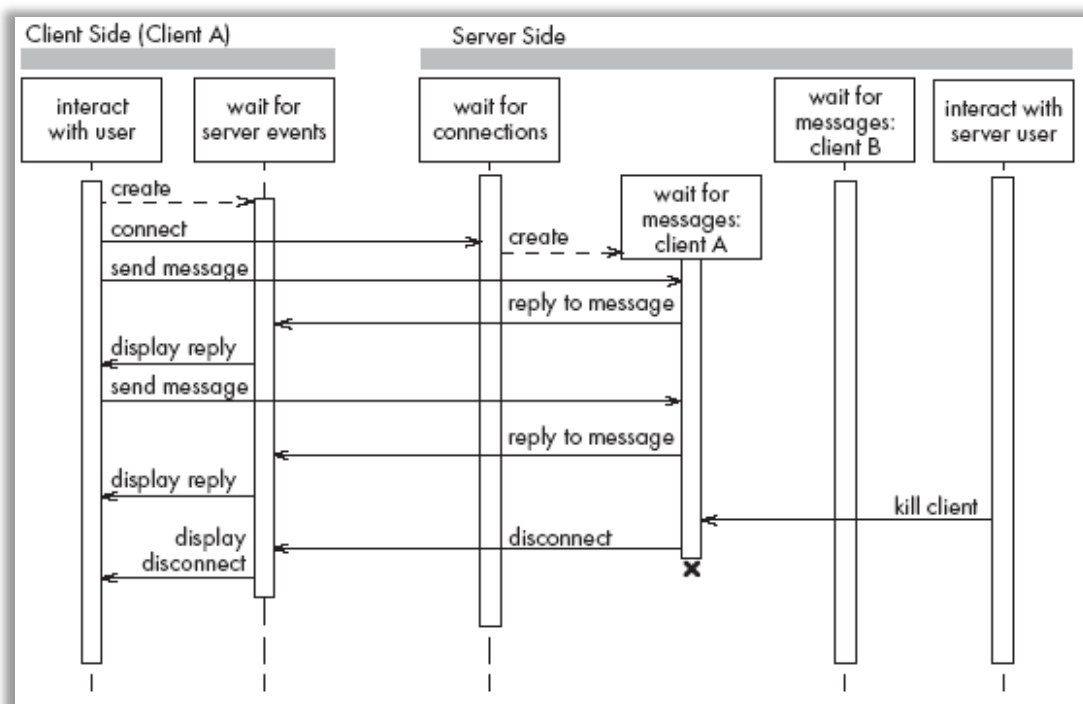 Client Side (Client A)
Server Side
interact
with user
wait for
server events
wait for
connections
wait for
messages:
client B
interact with
server user
create
wait for
messages:
client A
connect
create
send message
reply to message
display reply
send message
reply to message
display reply
kill client
display
disconnect
disconnect